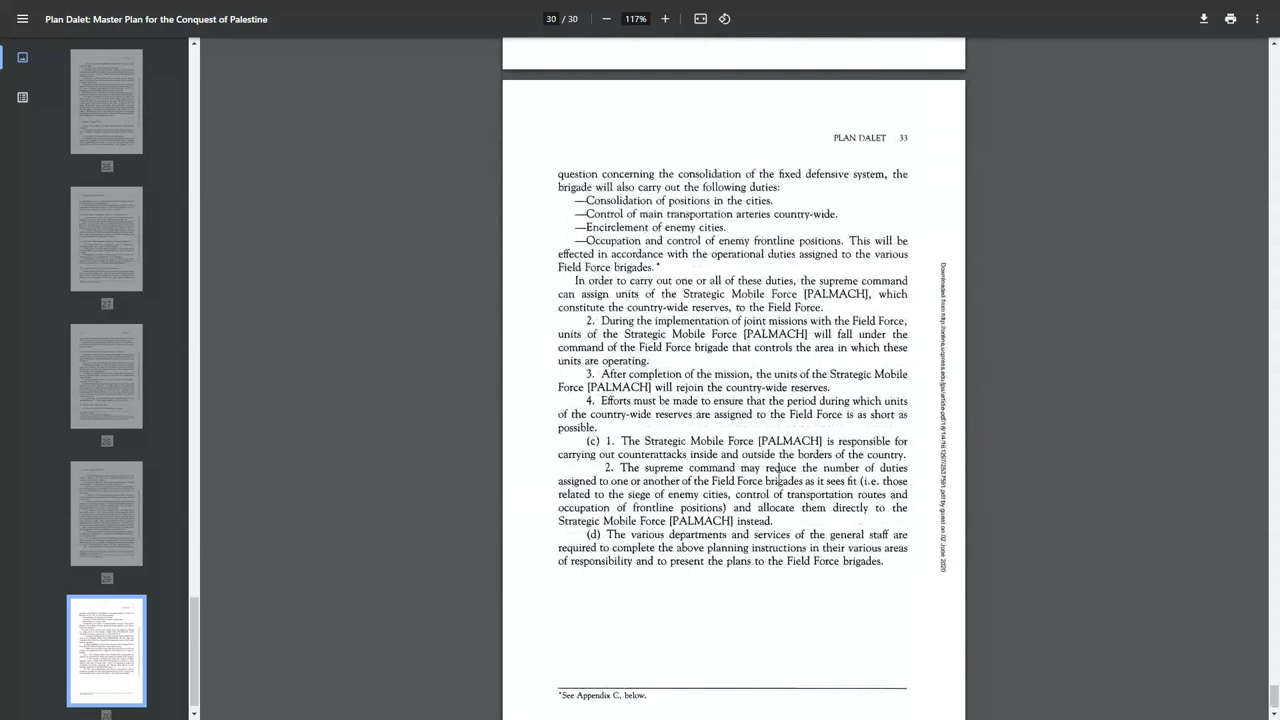 Plan Dalet: Master Plan for the Conquest of Palestine
30 / 30
117%
26
27
28
29
30
PLAN DALET 33
question concerning the consolidation of the fixed defensive system, the
brigade will also carry out the following duties:
—Consolidation of positions in the cities.
—Control of main transportation arteries country-wide.
—Encirclement of enemy cities.
—Occupation and control of enemy frontline positions. This will be
effected in accordance with the operational duties assigned to the various
Field Force brigades.*
In order to carry out one or all of these duties, the supreme command
can assign units of the Strategic Mobile Force [PALMACH], which
constitute the country-wide reserves, to the Field Force.
2. During the implementation of joint missions with the Field Force,
units of the Strategic Mobile Force [PALMACH] will fall under the
command of the Field Force brigade that controls the area in which these
units are operating.
3. After completion of the mission, the units of the Strategic Mobile
Force [PALMACH] will rejoin the country-wide reserves.
4. Efforts must be made to ensure that the period during which units
of the country-wide reserves are assigned to the Field Force is as short as
possible.
(c) 1. The Strategic Mobile Force [PALMACH] is responsible for
carrying out counterattacks inside and outside the borders of the country.
2. The supreme command may reduce the number of duties
assigned to one or another of the Field Force brigades as it sees fit (i.e. those
related to the siege of enemy cities, control of transportation routes and
occupation of frontline positions) and allocate them directly to the
Strategic Mobile Force [PALMACH] instead.
(d) The various departments and services of the general staff are
required to complete the above planning instructions in their various areas
of responsibility and to present the plans to the Field Force brigades.
*See Appendix C, below.
Downloaded from by guest on 02 June 2020